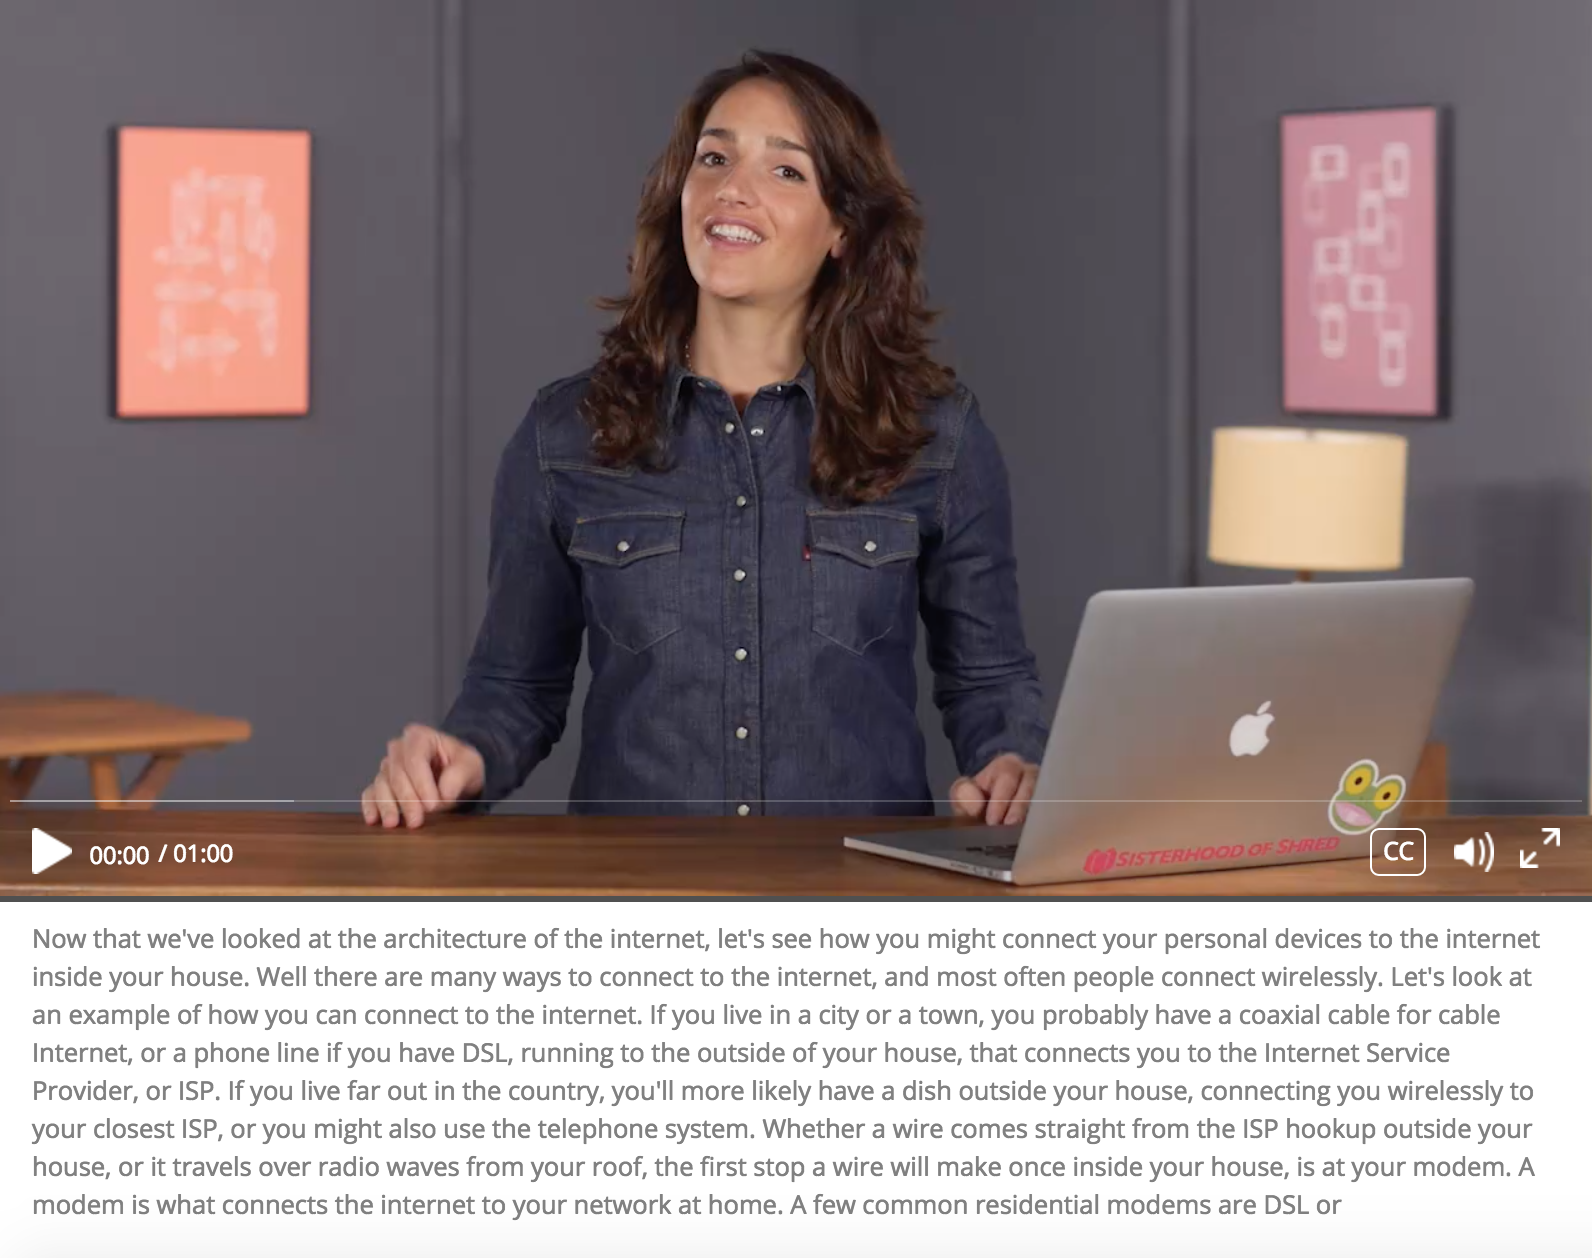 SISTERHOOD OF SHRED
00:00 / 01:00
CC
Now that we've looked at the architecture of the internet, let's see how you might connect your personal devices to the internet
inside your house. Well there are many ways to connect to the internet, and most often people connect wirelessly. Let's look at
an example of how you can connect to the internet. If you live in a city or a town, you probably have a coaxial cable for cable
Internet, or a phone line if you have DSL, running to the outside of your house, that connects you to the Internet Service
Provider, or ISP. If you live far out in the country, you'll more likely have a dish outside your house, connecting you wirelessly to
your closest ISP, or you might also use the telephone system. Whether a wire comes straight from the ISP hookup outside your
house, or it travels over radio waves from your roof, the first stop a wire will make once inside your house, is at your modem. A
modem is what connects the internet to your network at home. A few common residential modems are DSL or